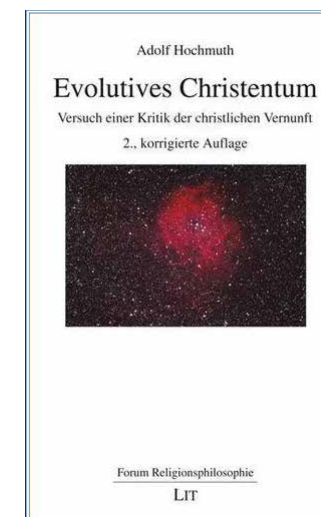 Adolf Hochmuth
Evolutives Christentum
Versuch einer Kritik der christlichen Vernunft
2., korrigierte Auflage
Forum Religionsphilosophie
LIT